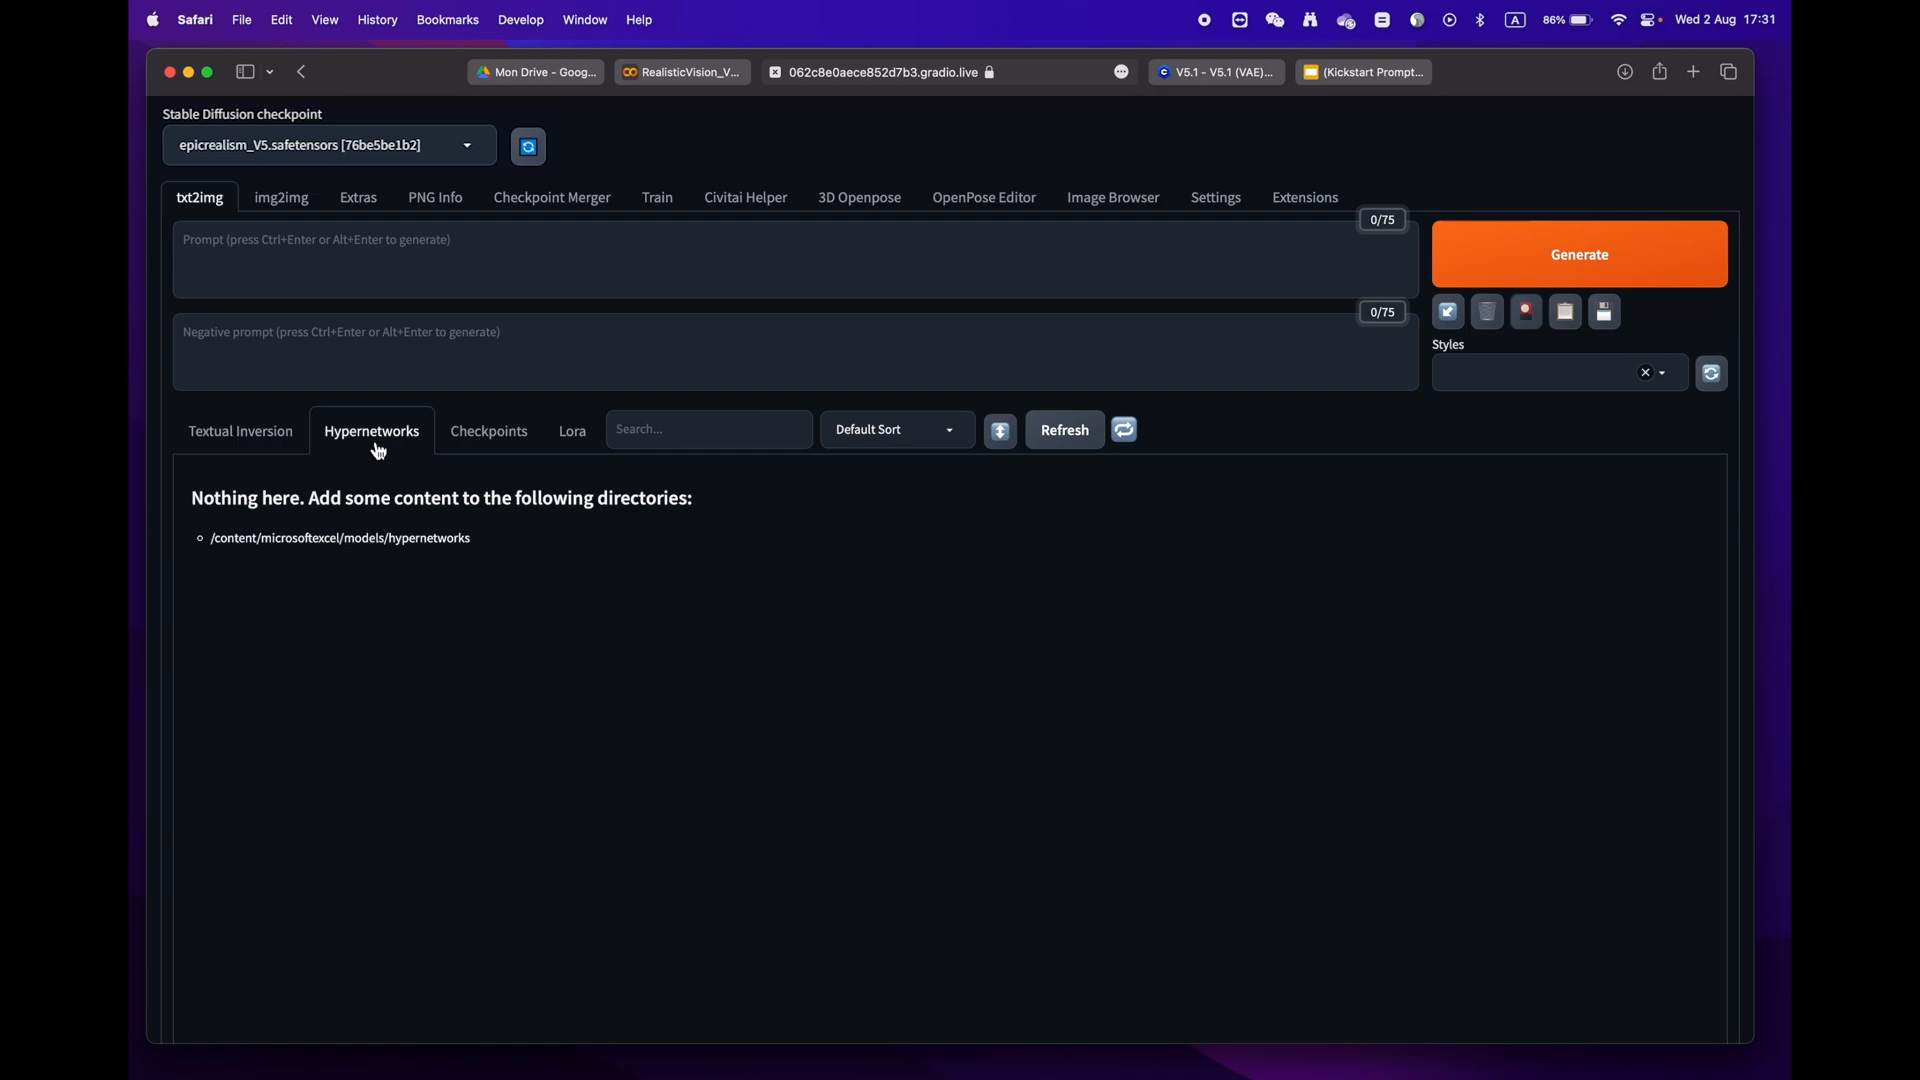 Safari File Edit View History Bookmarks Develop Window Help A 86% Wed 2 Aug 17:31
Mon Drive - Goog... RealisticVision_V... 062c8e0aece852d7b3.gradio.live V5.1 - V5.1 (VAE)... (Kickstart Prompt...
Stable Diffusion checkpoint
epicrealism_V5.safetensors [76be5be1b2]
txt2img img2img Extras PNG Info Checkpoint Merger Train Civitai Helper 3D Openpose OpenPose Editor Image Browser Settings Extensions
0/75
Prompt (press Ctrl+Enter or Alt+Enter to generate)
Generate
0/75
Negative prompt (press Ctrl+Enter or Alt+Enter to generate)
Styles
Textual Inversion Hypernetworks Checkpoints Lora Search... Default Sort Refresh
Nothing here. Add some content to the following directories:
/content/microsoftexcel/models/hypernetworks